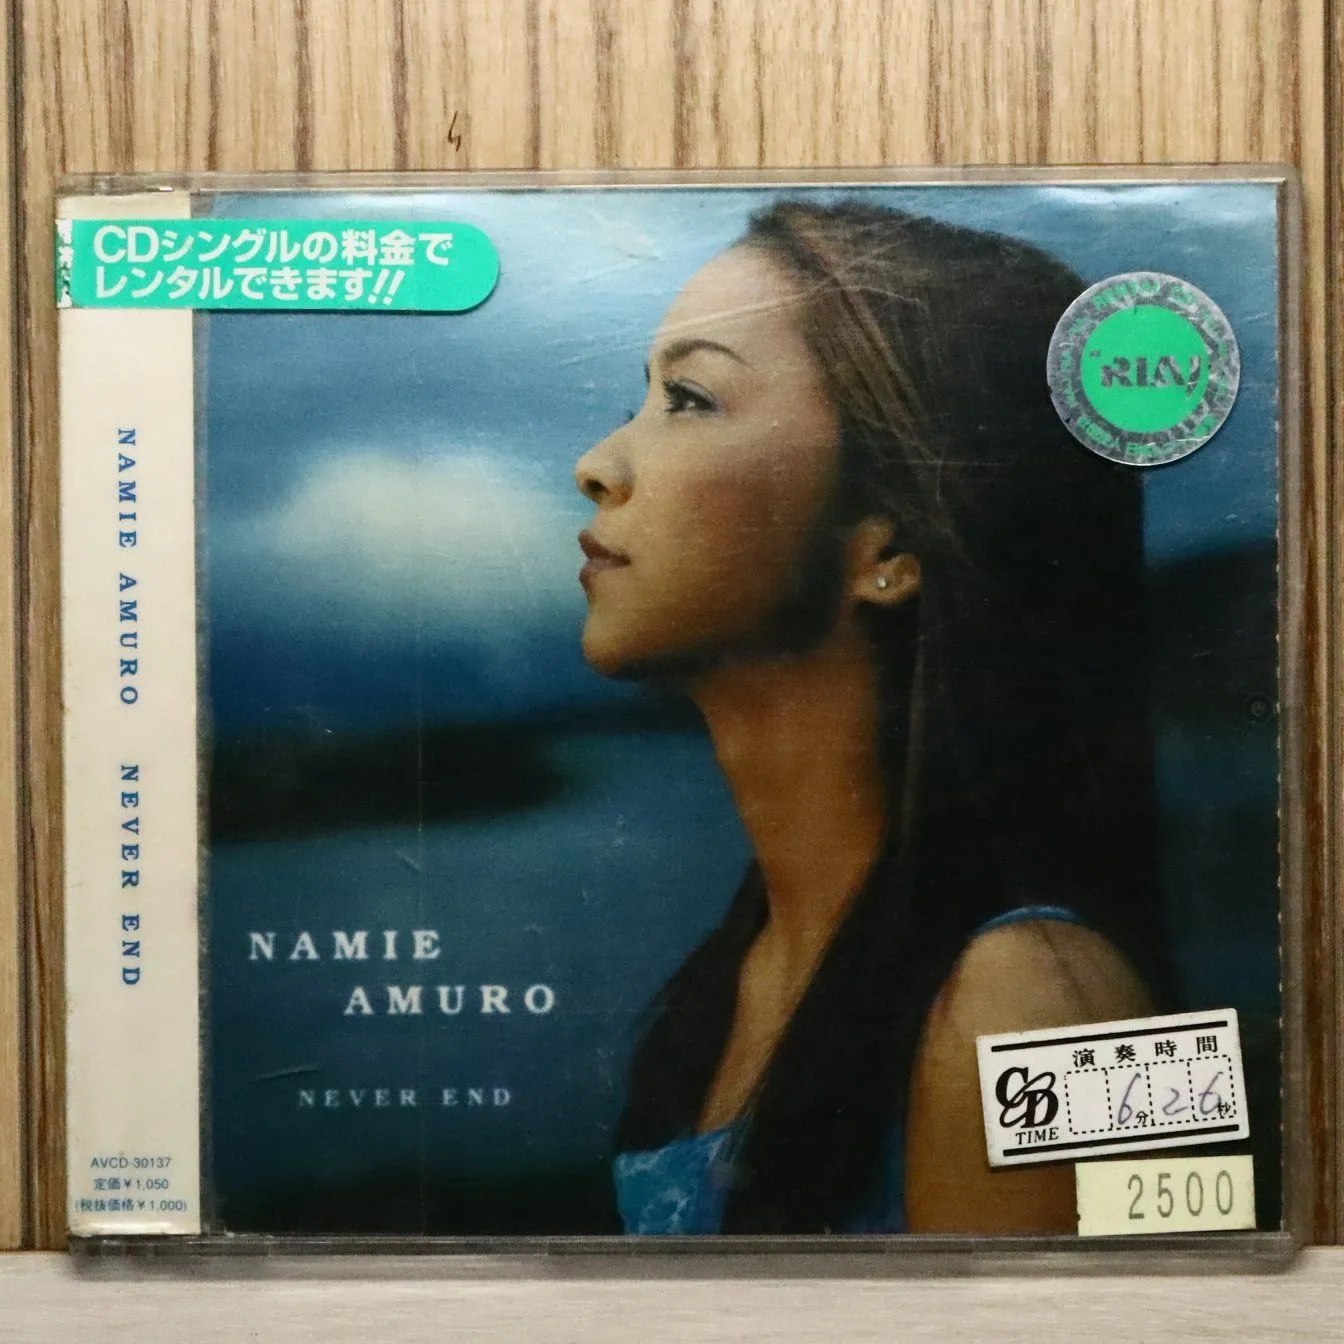 CDシングルの料金で
レンタルできます!!
RIAJ
NAMIE AMURO NEVER END
NAMIE
AMURO
NEVER END
AVCD-30137
定価¥1,050
(税抜価格¥1,000)
演奏時間
CD
TIME
6分26秒
2500